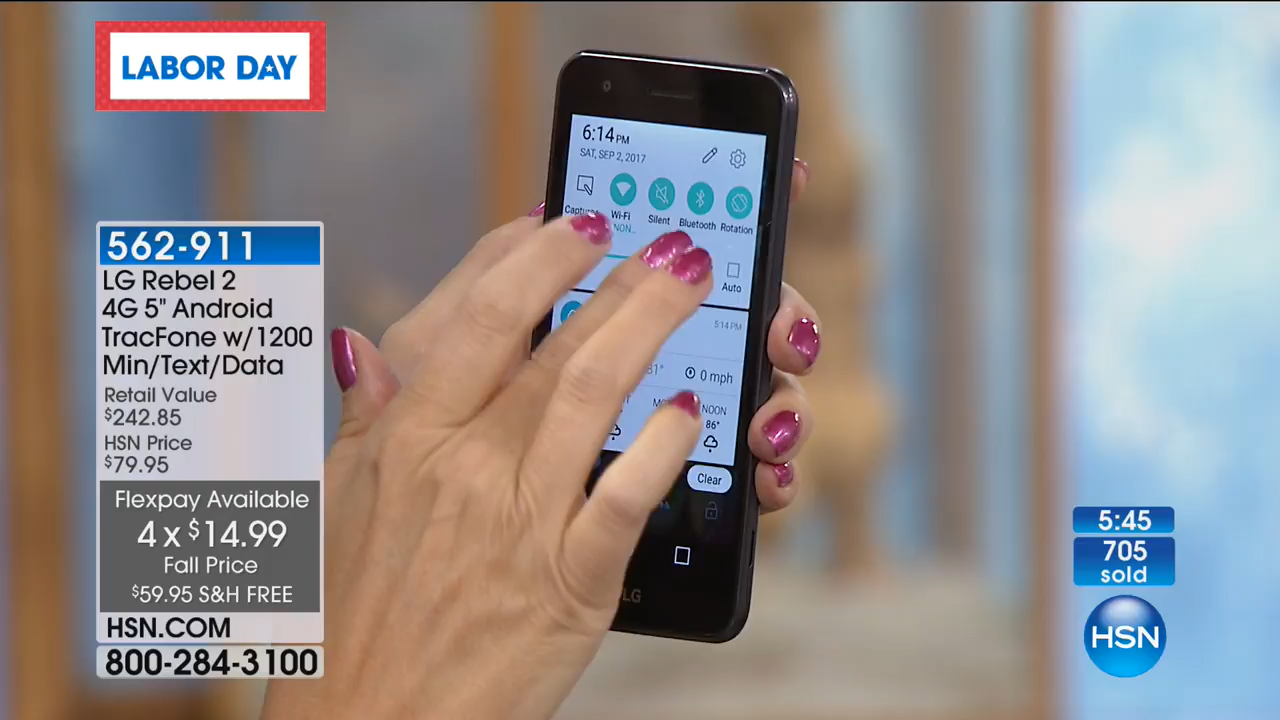 LABOR DAY
562-911
LG Rebel 2
4G 5" Android
TracFone w/1200
Min/Text/Data
Retail Value
$242.85
HSN Price
$79.95
Flexpay Available
4 x $14.99
Fall Price
$59.95 S&H FREE
HSN.COM
800-284-3100
6:14 PM
SAT, SEP 2, 2017
Wi-Fi
Silent
Bluetooth
Rotation
NON...
Auto
5:14 PM
0 mph
NOON
86°
Clear
LG
5:45
705
sold
HSN